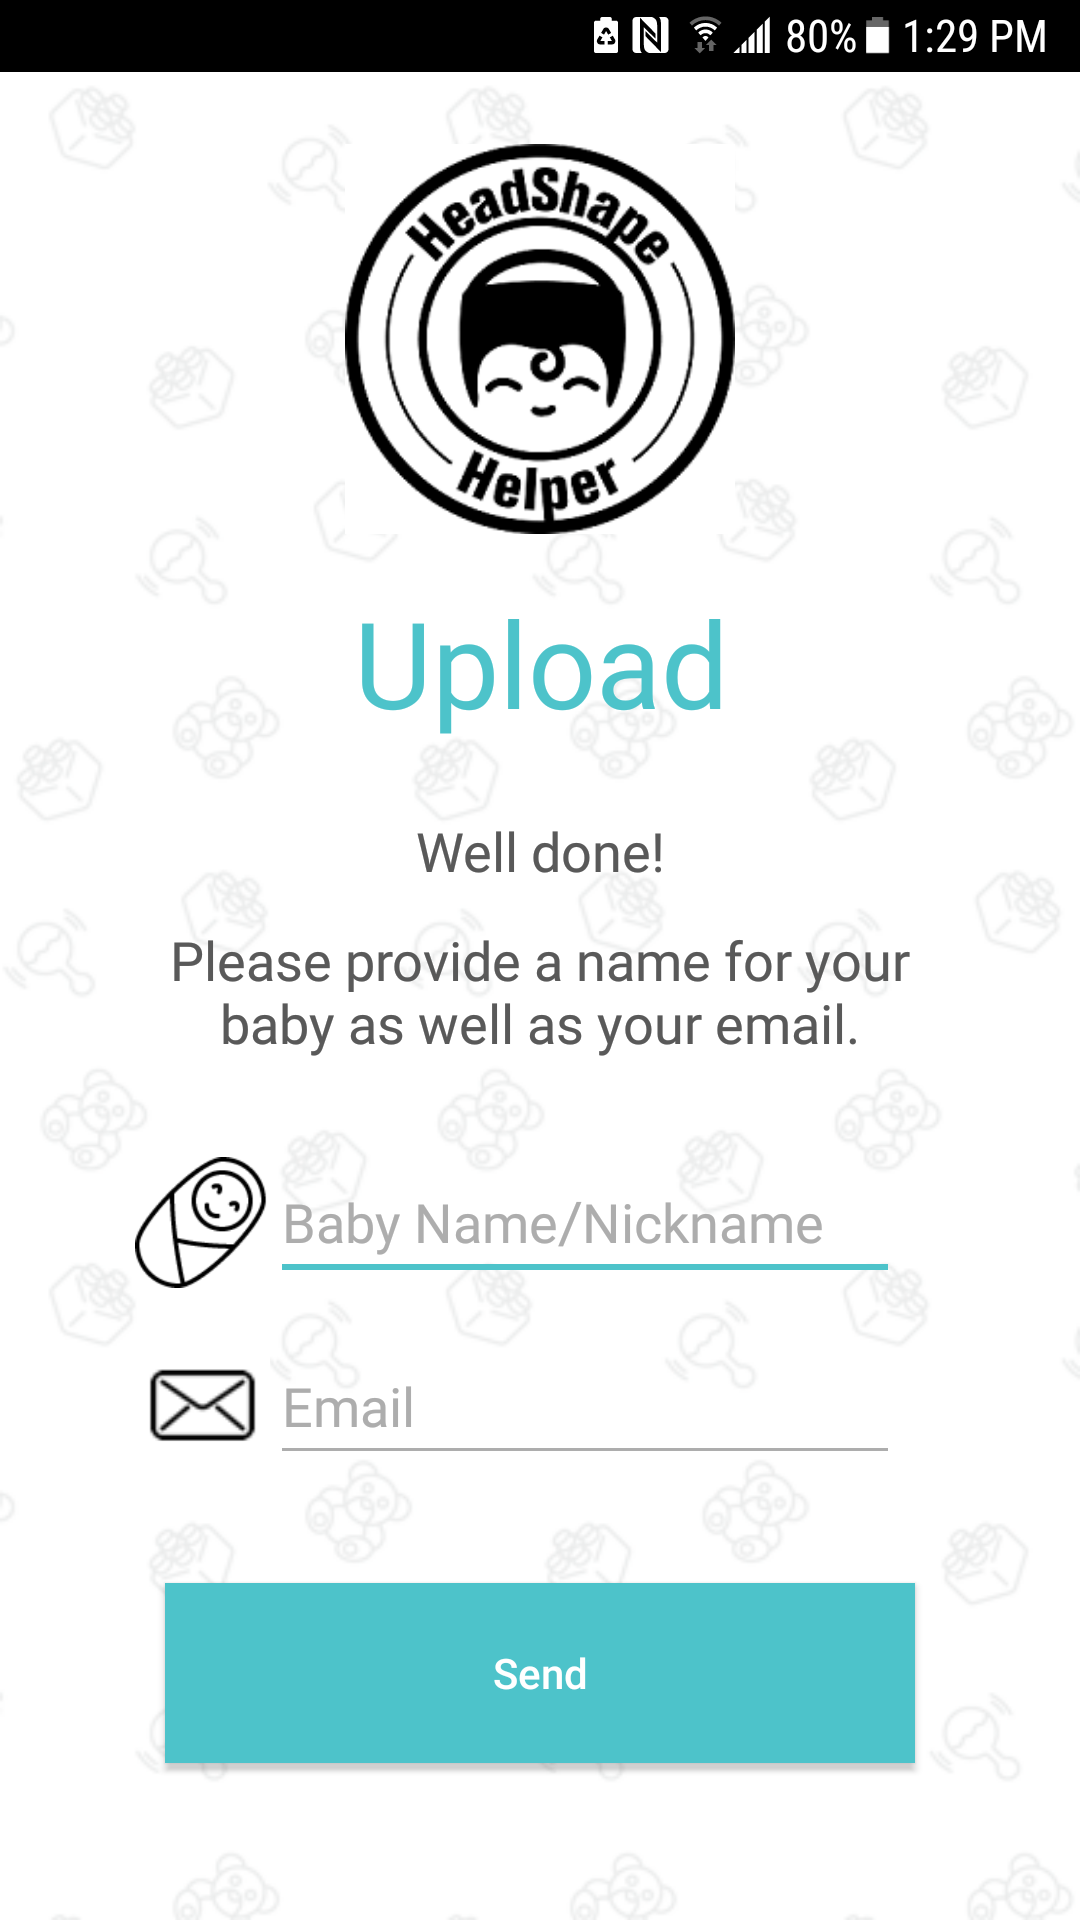 80% 1:29 PM
HeadShape
Helper
Upload
Well done!
Please provide a name for your
baby as well as your email.
Baby Name/Nickname
Email
Send